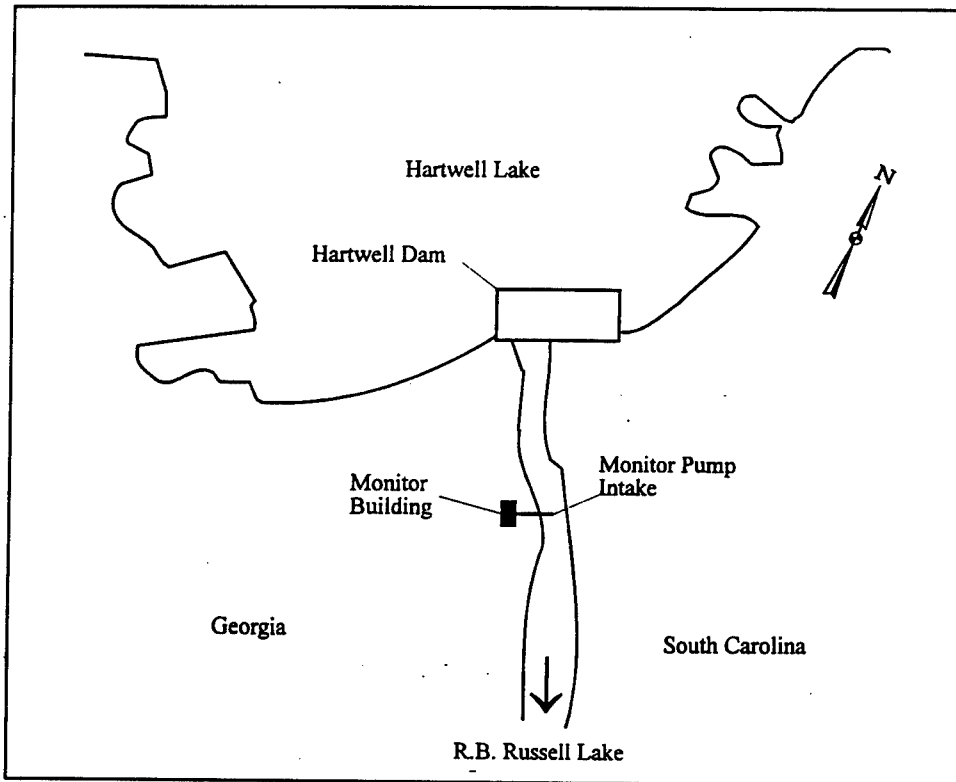 Hartwell Lake
N
Hartwell Dam
Monitor Pump
Intake
Monitor
Building
Georgia
South Carolina
R.B. Russell Lake